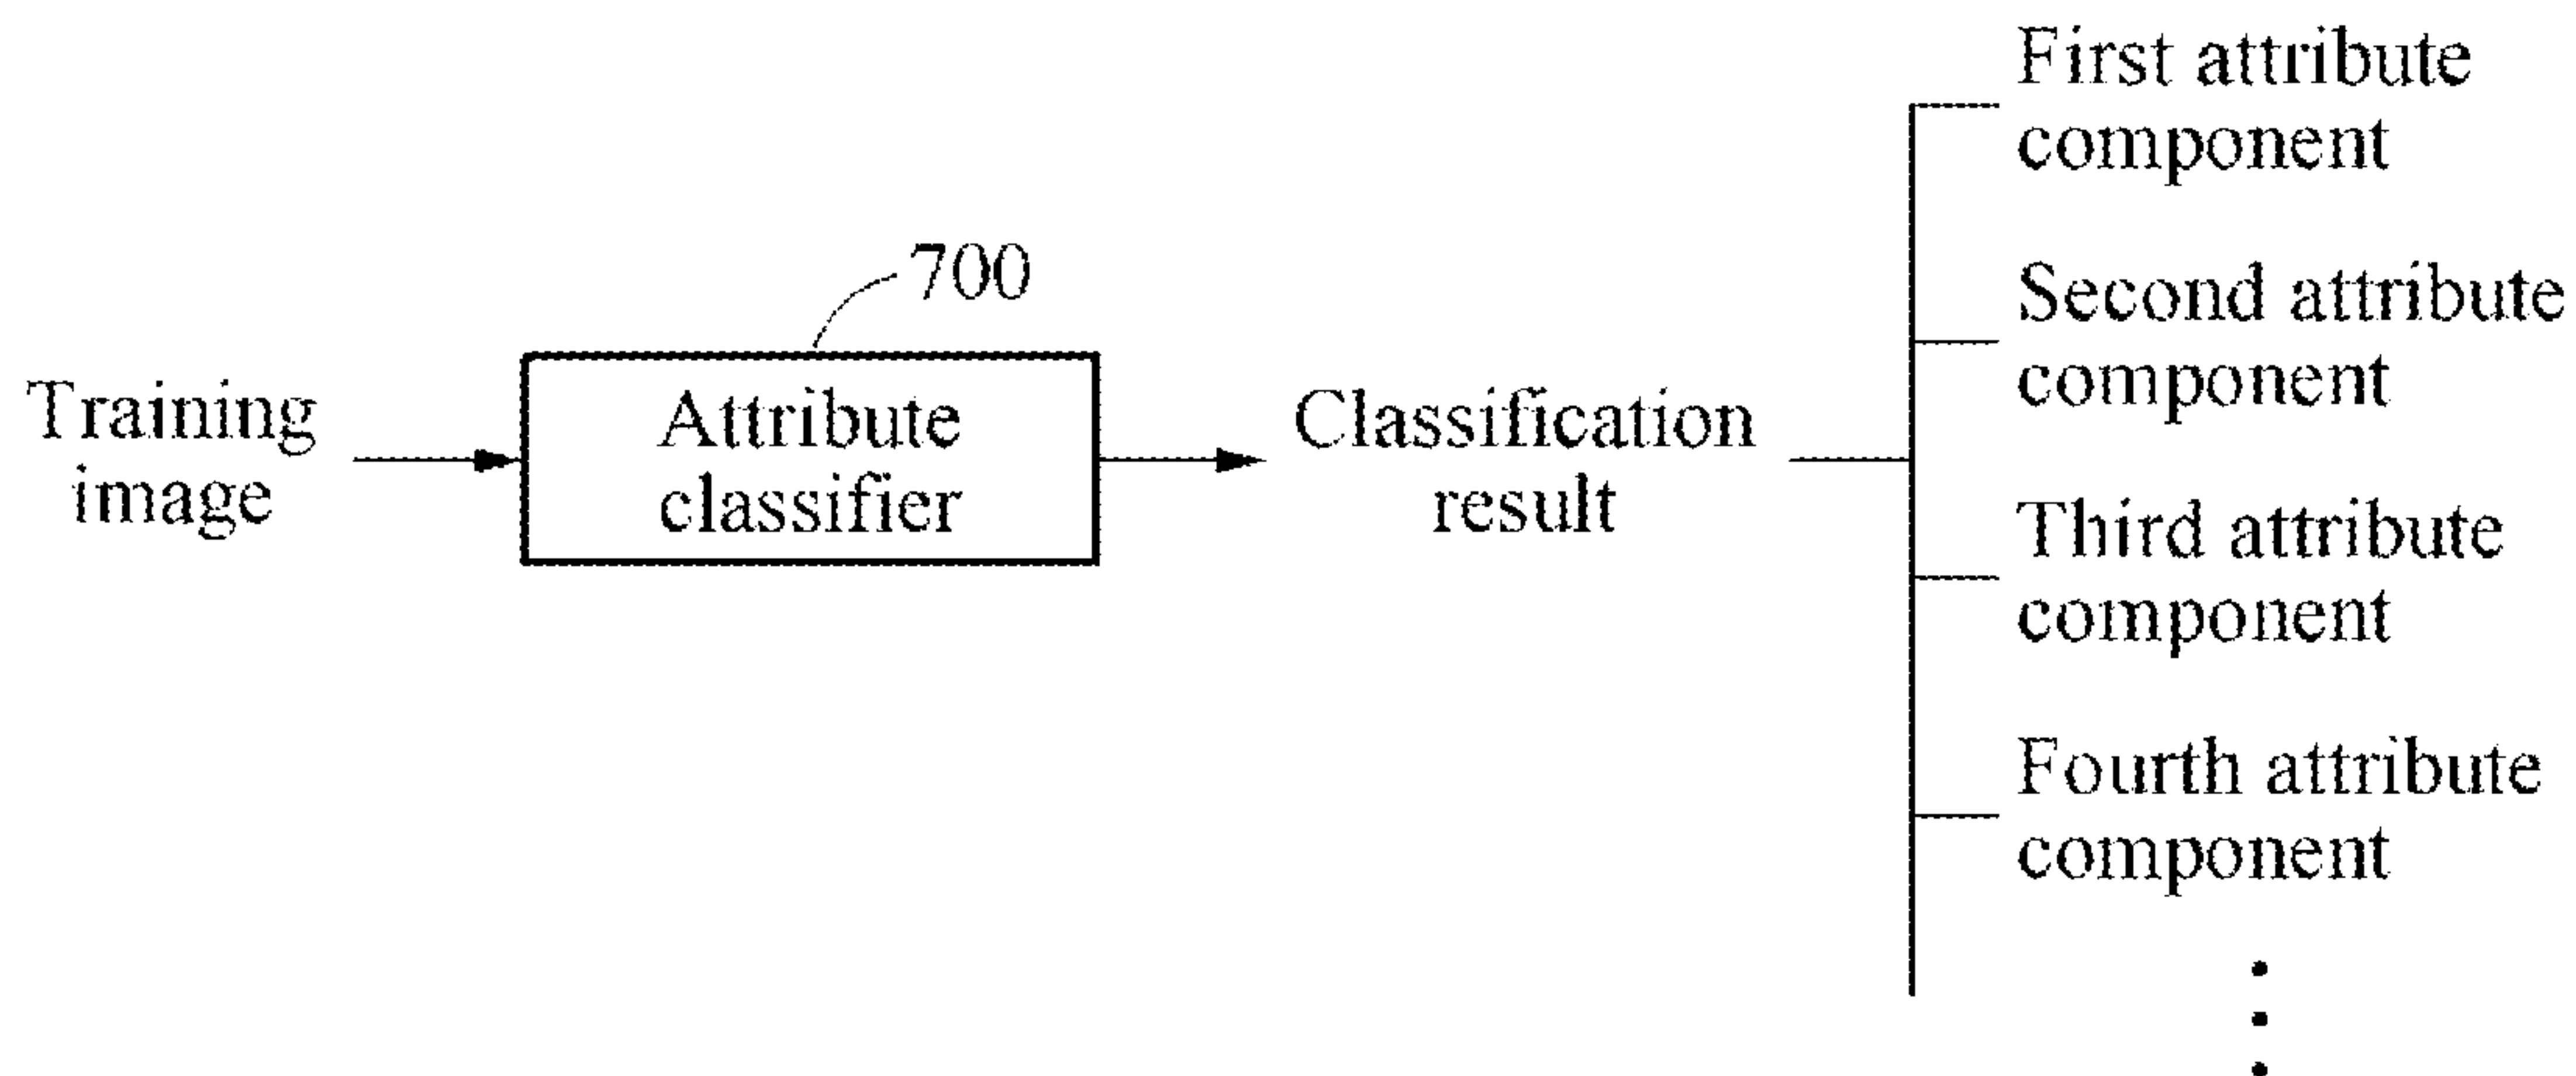 Training
image
700
Attribute
classifier
Classification
result
First attribute
component
Second attribute
component
Third attribute
component
Fourth attribute
component